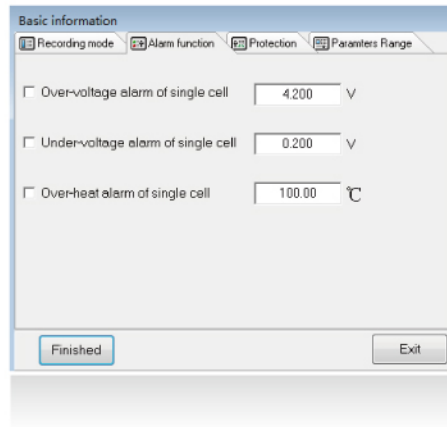 Basic information
Recording mode Alarm function Protection Paramters Range
Over-voltage alarm of single cell 4.200 V
Under-voltage alarm of single cell 0.200 V
Over-heat alarm of single cell 100.00 ℃
Finished Exit